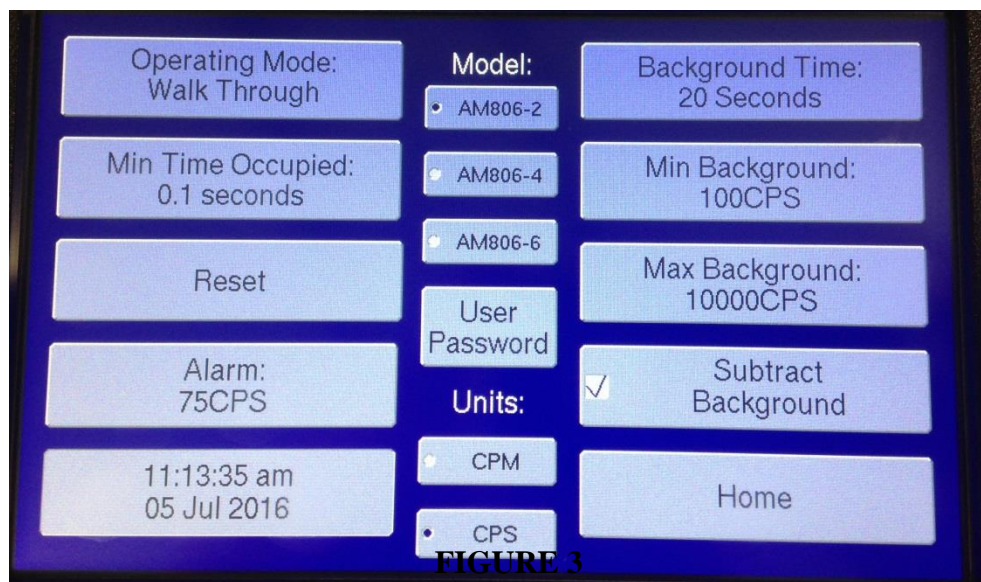 Operating Mode:
Walk Through
Min Time Occupied:
0.1 seconds
Reset
Alarm:
75CPS
11:13:35 am
05 Jul 2016
Model:
AM806-2
AM806-4
AM806-6
User
Password
Units:
CPM
CPS
Background Time:
20 Seconds
Min Background:
100CPS
Max Background:
10000CPS
Subtract
Background
Home
FIGURE 3